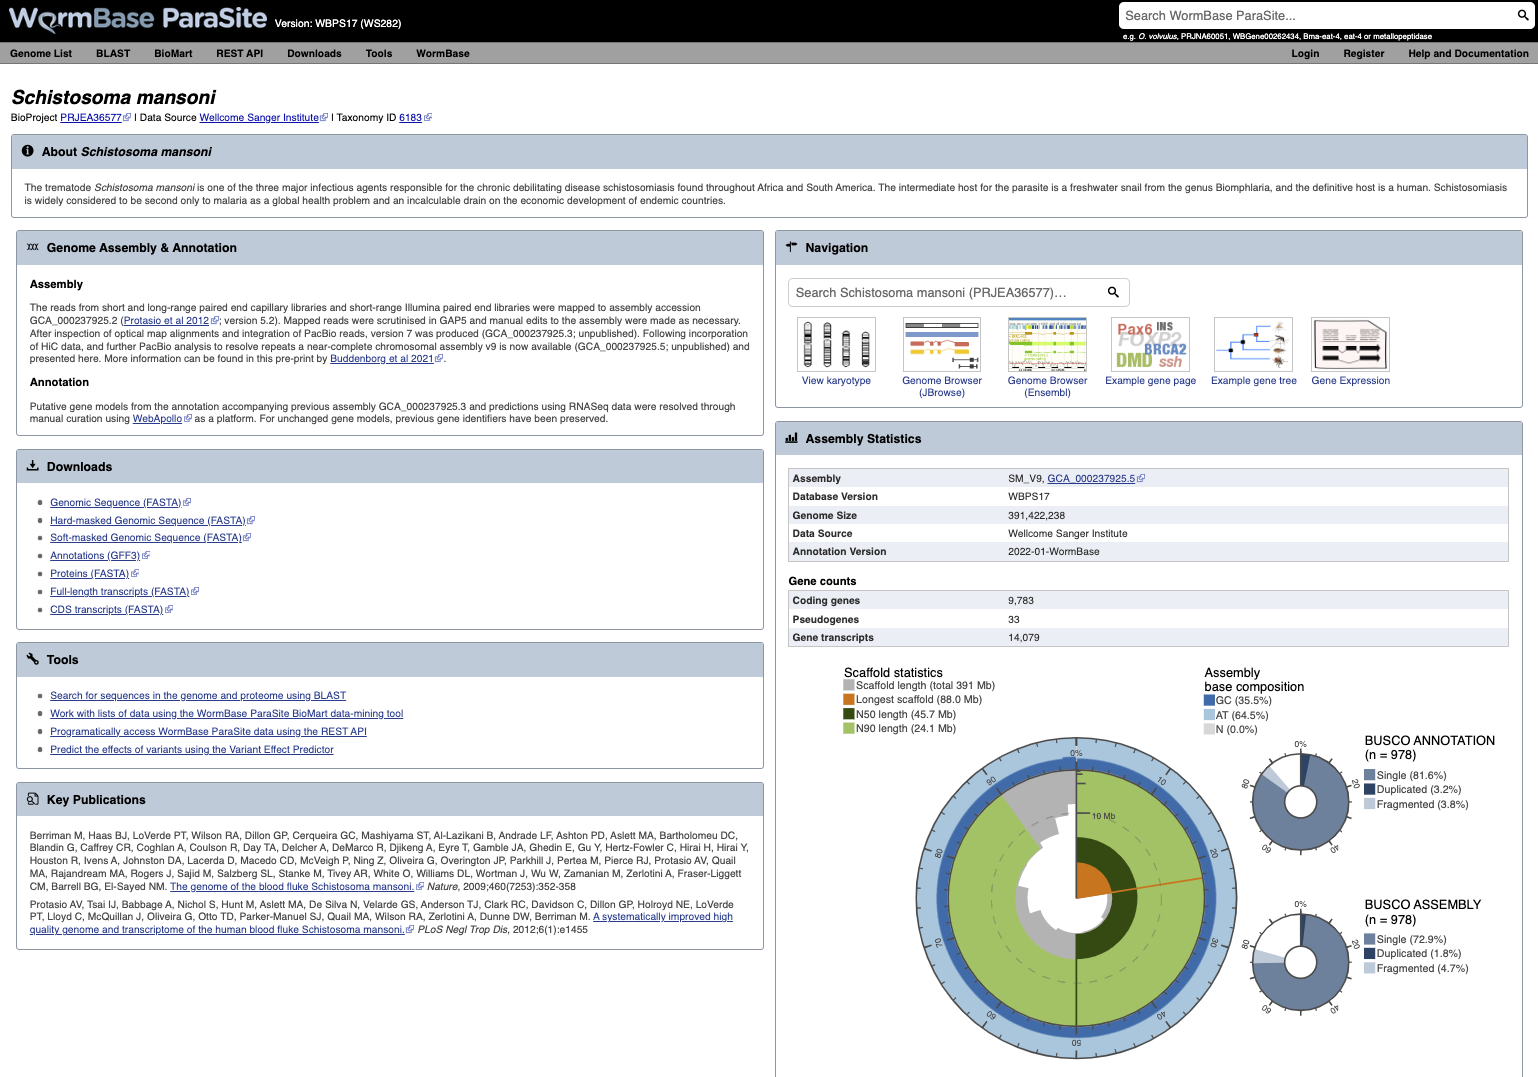 WormBase ParaSite Version: WBPS17 (WS282)
Search WormBase ParaSite...
e.g. O. volvulus, PRJNA60051, WBGene00262434, Bma-eat-4, eat-4 or metallopeptidase
Genome List BLAST BioMart REST API Downloads Tools WormBase Login Register Help and Documentation
Schistosoma mansoni
BioProject PRJEA36577 | Data Source Wellcome Sanger Institute | Taxonomy ID 6183
About Schistosoma mansoni
The trematode Schistosoma mansoni is one of the three major infectious agents responsible for the chronic debilitating disease schistosomiasis found throughout Africa and South America. The intermediate host for the parasite is a freshwater snail from the genus Biomphlaria, and the definitive host is a human. Schistosomiasis
is widely considered to be second only to malaria as a global health problem and an incalculable drain on the economic development of endemic countries.
Genome Assembly & Annotation
Assembly
The reads from short and long-range paired end capillary libraries and short-range Illumina paired end libraries were mapped to assembly accession
GCA_000237925.2 (Protasio et al 2012; version 5.2). Mapped reads were scrutinised in GAP5 and manual edits to the assembly were made as necessary.
After inspection of optical map alignments and integration of PacBio reads, version 7 was produced (GCA_000237925.3; unpublished). Following incorporation
of HiC data, and further PacBio analysis to resolve repeats a near-complete chromosomal assembly v9 is now available (GCA_000237925.5; unpublished) and
presented here. More information can be found in this pre-print by Buddenborg et al 2021.
Annotation
Putative gene models from the annotation accompanying previous assembly GCA_000237925.3 and predictions using RNASeq data were resolved through
manual curation using WebApollo as a platform. For unchanged gene models, previous gene identifiers have been preserved.
Downloads
Genomic Sequence (FASTA)
Hard-masked Genomic Sequence (FASTA)
Soft-masked Genomic Sequence (FASTA)
Annotations (GFF3)
Proteins (FASTA)
Full-length transcripts (FASTA)
CDS transcripts (FASTA)
Tools
Search for sequences in the genome and proteome using BLAST
Work with lists of data using the WormBase ParaSite BioMart data-mining tool
Programatically access WormBase ParaSite data using the REST API
Predict the effects of variants using the Variant Effect Predictor
Key Publications
Berriman M, Haas BJ, LoVerde PT, Wilson RA, Dillon GP, Cerqueira GC, Mashiyama ST, Al-Lazikani B, Andrade LF, Ashton PD, Aslett MA, Bartholomeu DC,
Blandin G, Caffrey CR, Coghlan A, Coulson R, Day TA, Delcher A, DeMarco R, Djikeng A, Eyre T, Gamble JA, Ghedin E, Gu Y, Hertz-Fowler C, Hirai H, Hirai Y,
Houston R, Ivens A, Johnston DA, Lacerda D, Macedo CD, McVeigh P, Ning Z, Oliveira G, Overington JP, Parkhill J, Pertea M, Pierce RJ, Protasio AV, Quail
MA, Rajandream MA, Rogers J, Sajid M, Salzberg SL, Stanke M, Tivey AR, White O, Williams DL, Wortman J, Wu W, Zamanian M, Zerlotini A, Fraser-Liggett
CM, Barrell BG, El-Sayed NM. The genome of the blood fluke Schistosoma mansoni. Nature, 2009;460(7253):352-358
Protasio AV, Tsai IJ, Babbage A, Nichol S, Hunt M, Aslett MA, De Silva N, Velarde GS, Anderson TJ, Clark RC, Davidson C, Dillon GP, Holroyd NE, LoVerde
PT, Lloyd C, McQuillan J, Oliveira G, Otto TD, Parker-Manuel SJ, Quail MA, Wilson RA, Zerlotini A, Dunne DW, Berriman M. A systematically improved high
quality genome and transcriptome of the human blood fluke Schistosoma mansoni. PLoS Negl Trop Dis, 2012;6(1):e1455
Navigation
Search Schistosoma mansoni (PRJEA36577)...
Pax6 INS
FOXP2
BRCA2
DMD ssh
View karyotype
Genome Browser
(JBrowse)
Genome Browser
(Ensembl)
Example gene page
Example gene tree
Gene Expression
Assembly Statistics
Assembly SM_V9, GCA_000237925.5
Database Version WBPS17
Genome Size 391,422,238
Data Source Wellcome Sanger Institute
Annotation Version 2022-01-WormBase
Gene counts
Coding genes 9,783
Pseudogenes 33
Gene transcripts 14,079
Scaffold statistics
Scaffold length (total 391 Mb)
Longest scaffold (88.0 Mb)
N50 length (45.7 Mb)
N90 length (24.1 Mb)
Assembly
base composition
GC (35.5%)
AT (64.5%)
N (0.0%)
0%
10
20
30
40
50
60
70
80
90
10 Mb
BUSCO ANNOTATION
(n = 978)
Single (81.6%)
Duplicated (3.2%)
Fragmented (3.8%)
0%
20
40
60
80
BUSCO ASSEMBLY
(n = 978)
Single (72.9%)
Duplicated (1.8%)
Fragmented (4.7%)
0%
20
40
60
80